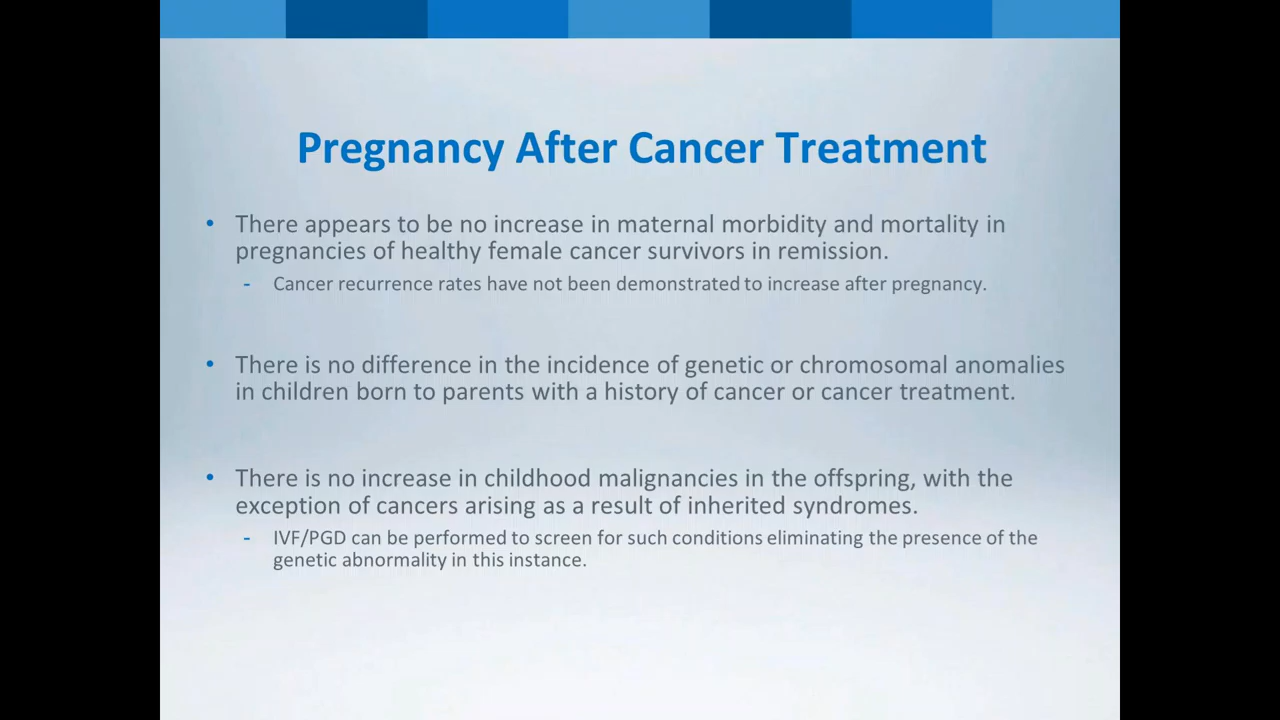 Pregnancy After Cancer Treatment
• There appears to be no increase in maternal morbidity and mortality in
pregnancies of healthy female cancer survivors in remission.
- Cancer recurrence rates have not been demonstrated to increase after pregnancy.
• There is no difference in the incidence of genetic or chromosomal anomalies
in children born to parents with a history of cancer or cancer treatment.
• There is no increase in childhood malignancies in the offspring, with the
exception of cancers arising as a result of inherited syndromes.
- IVF/PGD can be performed to screen for such conditions eliminating the presence of the
genetic abnormality in this instance.